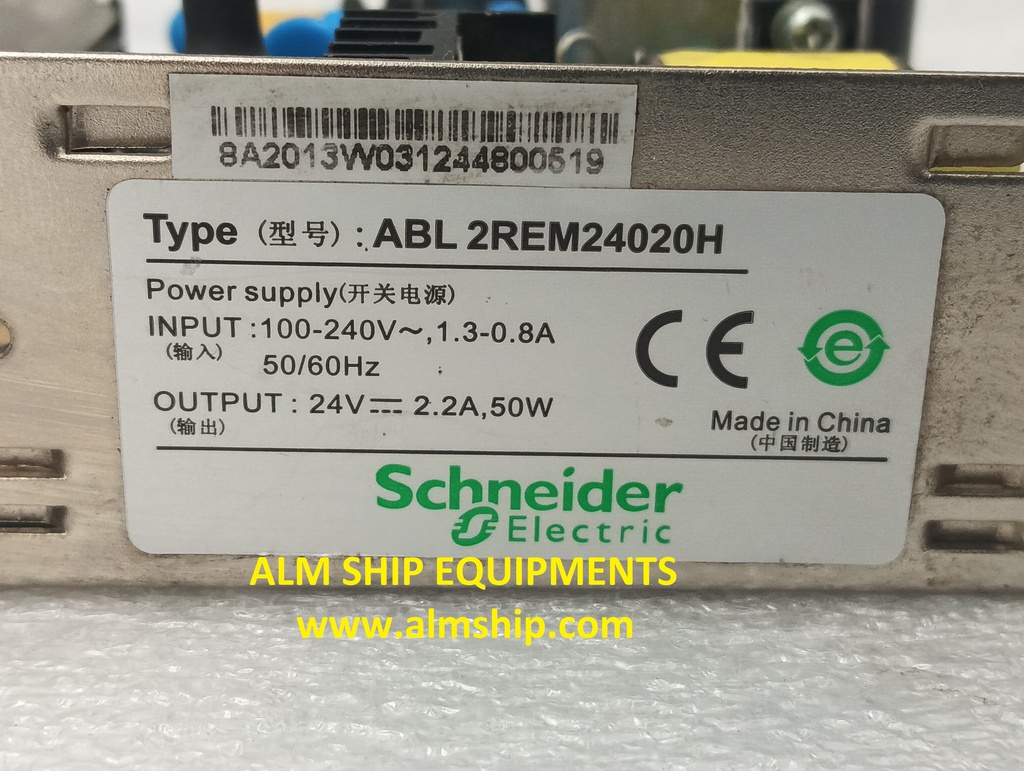 8A2013W031244800519
Type (型号) : ABL 2REM24020H
Power supply(开关电源)
INPUT :100-240V～,1.3-0.8A
(输入)
50/60Hz
OUTPUT : 24V⎓ 2.2A,50W
(输出)
CE
e
Made in China
(中国制造)
Schneider
Electric
ALM SHIP EQUIPMENTS
www.almship.com